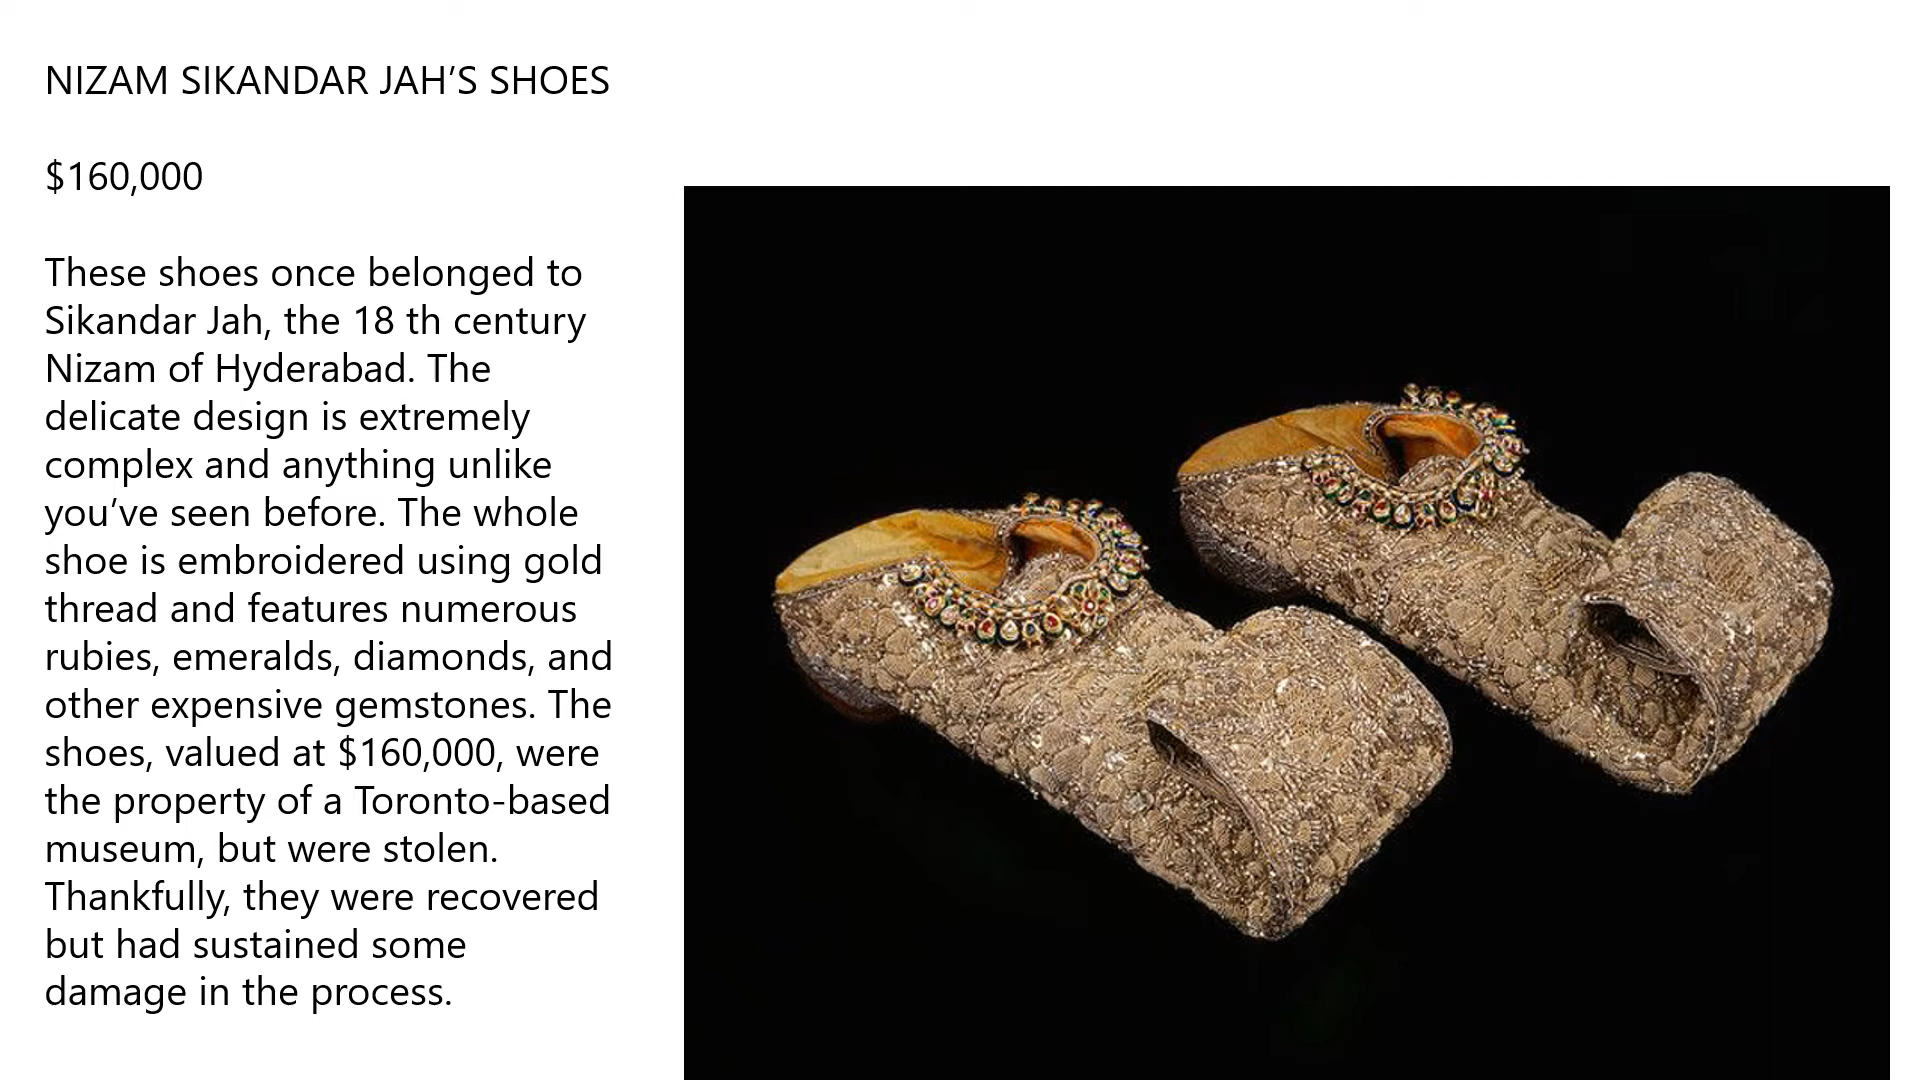 NIZAM SIKANDAR JAH’S SHOES
$160,000
These shoes once belonged to
Sikandar Jah, the 18 th century
Nizam of Hyderabad. The
delicate design is extremely
complex and anything unlike
you’ve seen before. The whole
shoe is embroidered using gold
thread and features numerous
rubies, emeralds, diamonds, and
other expensive gemstones. The
shoes, valued at $160,000, were
the property of a Toronto-based
museum, but were stolen.
Thankfully, they were recovered
but had sustained some
damage in the process.